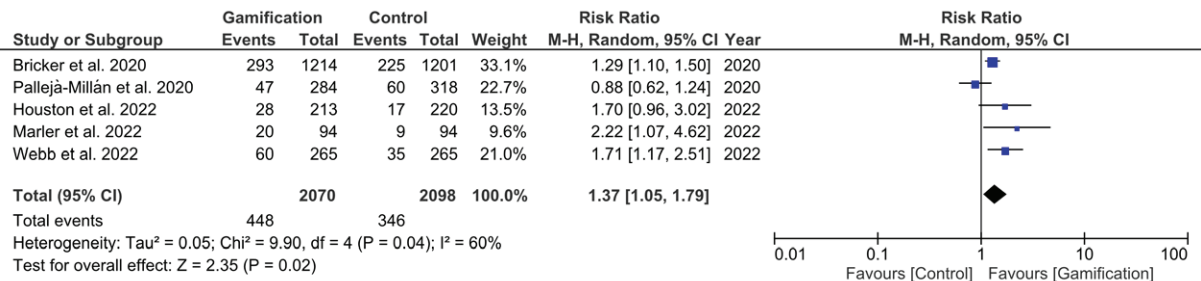 Gamification Control Risk Ratio Risk Ratio
Study or Subgroup Events Total Events Total Weight M-H, Random, 95% CI Year M-H, Random, 95% CI
Bricker et al. 2020 293 1214 225 1201 33.1% 1.29 [1.10, 1.50] 2020
Pallejà-Millán et al. 2020 47 284 60 318 22.7% 0.88 [0.62, 1.24] 2020
Houston et al. 2022 28 213 17 220 13.5% 1.70 [0.96, 3.02] 2022
Marler et al. 2022 20 94 9 94 9.6% 2.22 [1.07, 4.62] 2022
Webb et al. 2022 60 265 35 265 21.0% 1.71 [1.17, 2.51] 2022
Total (95% CI) 2070 2098 100.0% 1.37 [1.05, 1.79]
Total events 448 346
Heterogeneity: Tau² = 0.05; Chi² = 9.90, df = 4 (P = 0.04); I² = 60%
Test for overall effect: Z = 2.35 (P = 0.02)
0.01 0.1 1 10 100
Favours [Control] Favours [Gamification]